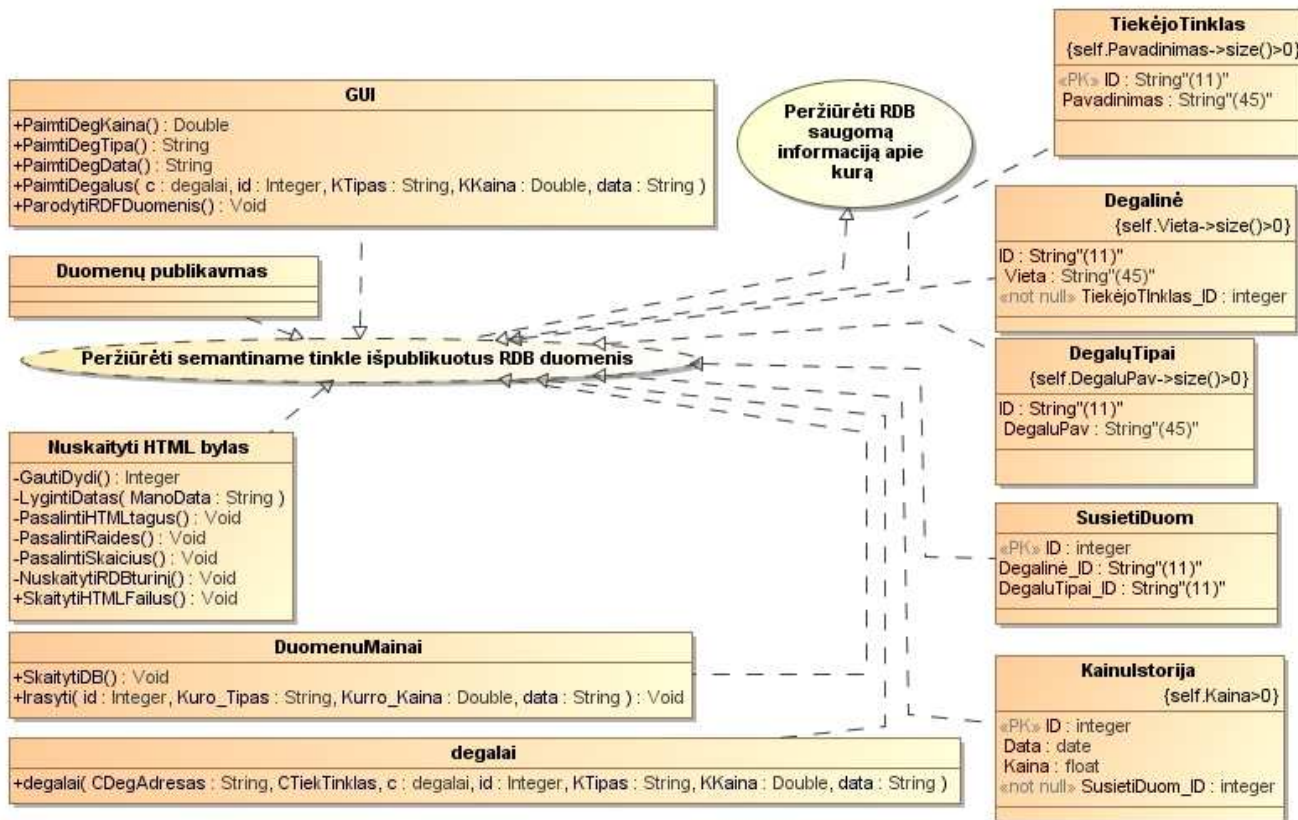 GUI
+PaimtiDegKaina() : Double
+PaimtiDegTipa() : String
+PaimtiDegData() : String
+PaimtiDegalus( c : degalai, id : Integer, KTipas : String, KKaina : Double, data : String )
+ParodytiRDFDuomenis() : Void
Duomenų publikavmas
Peržiūrėti semantiname tinkle išpublikuotus RDB duomenis
Nuskaityti HTML bylas
-GautiDydi() : Integer
-LygintiDatas( ManoData : String )
-PasalintiHTMLtagus() : Void
-PasalintiRaides() : Void
-PasalintiSkaicius() : Void
-NuskaitytiRDBturinį() : Void
+SkaitytiHTMLFailus() : Void
DuomenuMainai
+SkaitytiDB() : Void
+Irasyti( id : Integer, Kuro_Tipas : String, Kurro_Kaina : Double, data : String ) : Void
degalai
+degalai( CDegAdresas : String, CTiekTinklas, c : degalai, id : Integer, KTipas : String, KKaina : Double, data : String )
Peržiūrėti RDB
saugomą
informaciją apie
kurą
TiekėjoTinklas
{self.Pavadinimas->size()>0}
«PK» ID : String"(11)"
Pavadinimas : String"(45)"
Degalinė
{self.Vieta->size()>0}
ID : String"(11)"
Vieta : String"(45)"
«not null» TiekėjoTInklas_ID : integer
DegalųTipai
{self.DegaluPav->size()>0}
ID : String"(11)"
DegaluPav : String"(45)"
SusietiDuom
«PK» ID : integer
Degalinė_ID : String"(11)"
DegaluTipai_ID : String"(11)"
KainuIstorija
{self.Kaina>0}
«PK» ID : integer
Data : date
Kaina : float
«not null» SusietiDuom_ID : integer